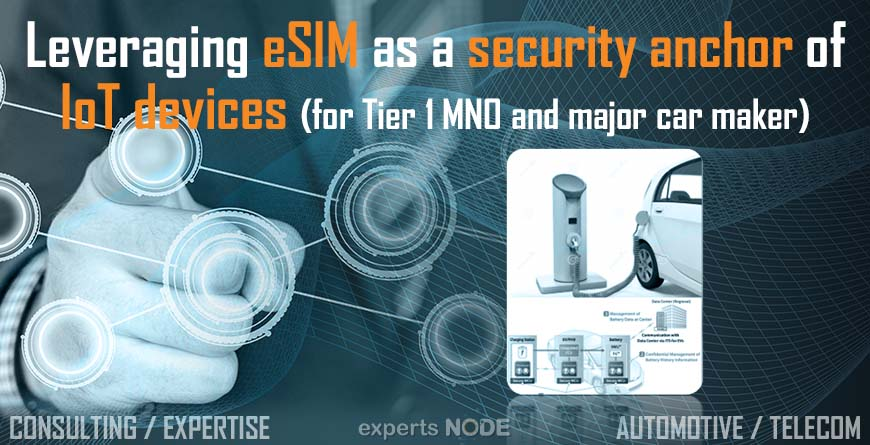 Leveraging eSIM as a security anchor of
IoT devices (for Tier 1 MNO and major car maker)
Data Center (Regional)
Management of
Battery Data at Center
Communication with
Data Center via ITS for EVs
Charging Station
EV/PHV
Battery
2 Confidential Management of
Battery History Information
CONSULTING / EXPERTISE
experts NODE
AUTOMOTIVE / TELECOM